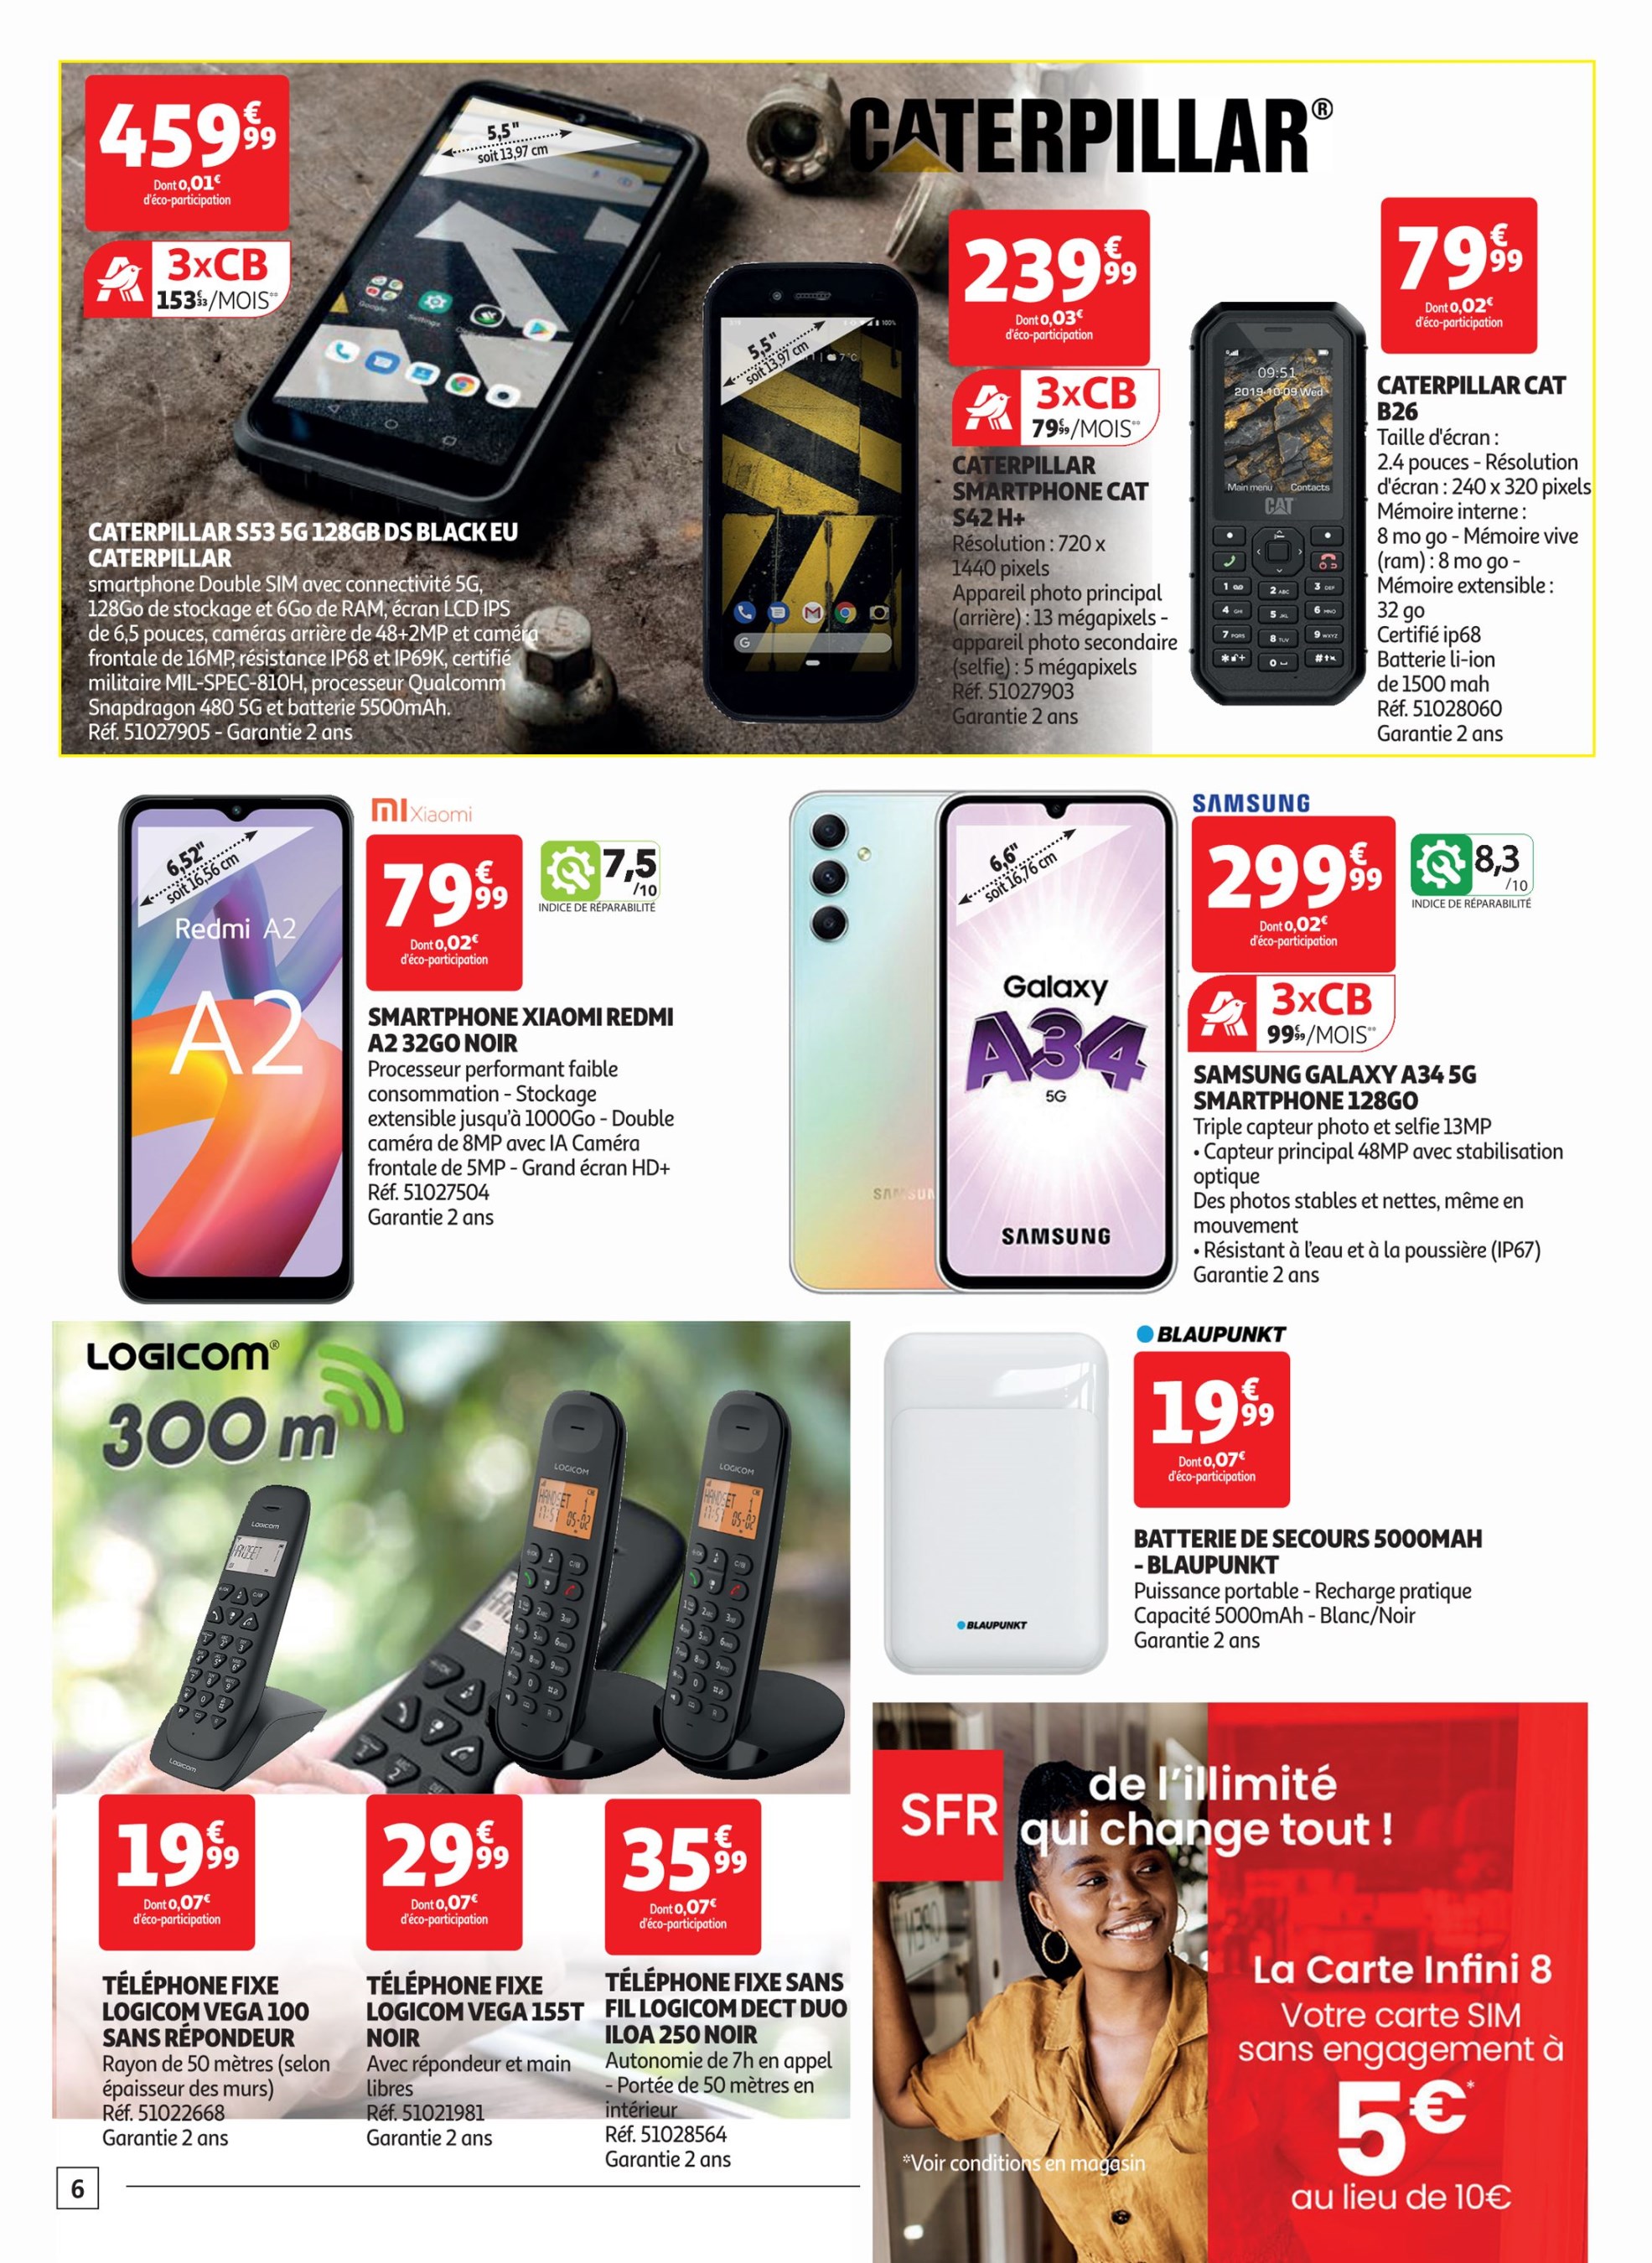 459€99
Dont 0,01€
d'éco-participation
3xCB
153€33/MOIS**
5,5"
soit 13,97 cm
CATERPILLAR®
CATERPILLAR S53 5G 128GB DS BLACK EU
CATERPILLAR
smartphone Double SIM avec connectivité 5G,
128Go de stockage et 6Go de RAM, écran LCD IPS
de 6,5 pouces, caméras arrière de 48+2MP et caméra
frontale de 16MP, résistance IP68 et IP69K, certifié
militaire MIL-SPEC-810H, processeur Qualcomm
Snapdragon 480 5G et batterie 5500mAh.
Réf. 51027905 - Garantie 2 ans
5,5"
soit 13,97 cm
239€99
Dont 0,03€
d'éco-participation
3xCB
79€99/MOIS**
CATERPILLAR
SMARTPHONE CAT
S42 H+
Résolution : 720 x
1440 pixels
Appareil photo principal
(arrière) : 13 mégapixels -
appareil photo secondaire
(selfie) : 5 mégapixels
Réf. 51027903
Garantie 2 ans
09:51
2019-10-09 Wed
Main menu Contacts
CAT
79€99
Dont 0,02€
d'éco-participation
CATERPILLAR CAT
B26
Taille d'écran :
2.4 pouces - Résolution
d'écran : 240 x 320 pixels
Mémoire interne :
8 mo go - Mémoire vive
(ram) : 8 mo go -
Mémoire extensible :
32 go
Certifié ip68
Batterie li-ion
de 1500 mah
Réf. 51028060
Garantie 2 ans
6,52"
soit 16,56 cm
Redmi A2
A2
MI Xiaomi
79€99
Dont 0,02€
d'éco-participation
7,5
/10
INDICE DE RÉPARABILITÉ
SMARTPHONE XIAOMI REDMI
A2 32GO NOIR
Processeur performant faible
consommation - Stockage
extensible jusqu'à 1000Go - Double
caméra de 8MP avec IA Caméra
frontale de 5MP - Grand écran HD+
Réf. 51027504
Garantie 2 ans
6,6"
soit 16,76 cm
Galaxy
A34
5G
SAMSUNG
SAMSUN
SAMSUNG
299€99
Dont 0,02€
d'éco-participation
8,3
/10
INDICE DE RÉPARABILITÉ
3xCB
99€99/MOIS**
SAMSUNG GALAXY A34 5G
SMARTPHONE 128GO
Triple capteur photo et selfie 13MP
• Capteur principal 48MP avec stabilisation
optique
Des photos stables et nettes, même en
mouvement
• Résistant à l'eau et à la poussière (IP67)
Garantie 2 ans
LOGICOM®
300 m
LOGICOM
HANDSET 1
17:57 05-02
LOGICOM
HANDSET 1
17:57 05-02
LOGICOM
HANDSET 1
LOGICOM
19€99
Dont 0,07€
d'éco-participation
TÉLÉPHONE FIXE
LOGICOM VEGA 100
SANS RÉPONDEUR
Rayon de 50 mètres (selon
épaisseur des murs)
Réf. 51022668
Garantie 2 ans
29€99
Dont 0,07€
d'éco-participation
TÉLÉPHONE FIXE
LOGICOM VEGA 155T
NOIR
Avec répondeur et main
libres
Réf. 51021981
Garantie 2 ans
35€99
Dont 0,07€
d'éco-participation
TÉLÉPHONE FIXE SANS
FIL LOGICOM DECT DUO
ILOA 250 NOIR
Autonomie de 7h en appel
- Portée de 50 mètres en
intérieur
Réf. 51028564
Garantie 2 ans
BLAUPUNKT
BLAUPUNKT
19€99
Dont 0,07€
d'éco-participation
BATTERIE DE SECOURS 5000MAH
- BLAUPUNKT
Puissance portable - Recharge pratique
Capacité 5000mAh - Blanc/Noir
Garantie 2 ans
SFR
de l'illimité
qui change tout !
La Carte Infini 8
Votre carte SIM
sans engagement à
5€*
au lieu de 10€
*Voir conditions en magasin
6